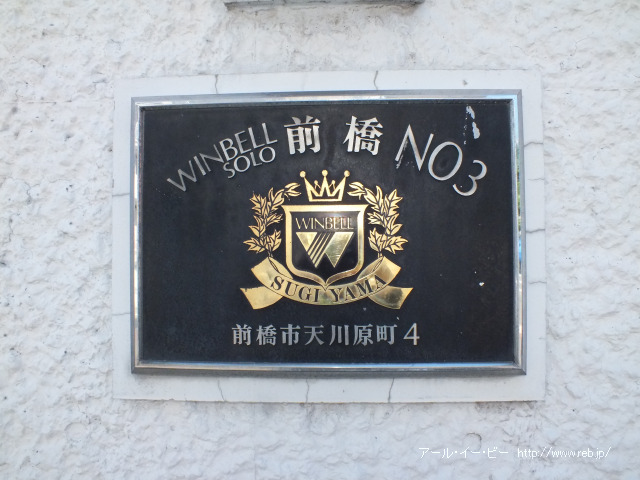 WINBELL SOLO 前橋 NO3
WINBELL
SUGIYAMA
前橋市天川原町4
アール・イー・ビー http://www.reb.jp/